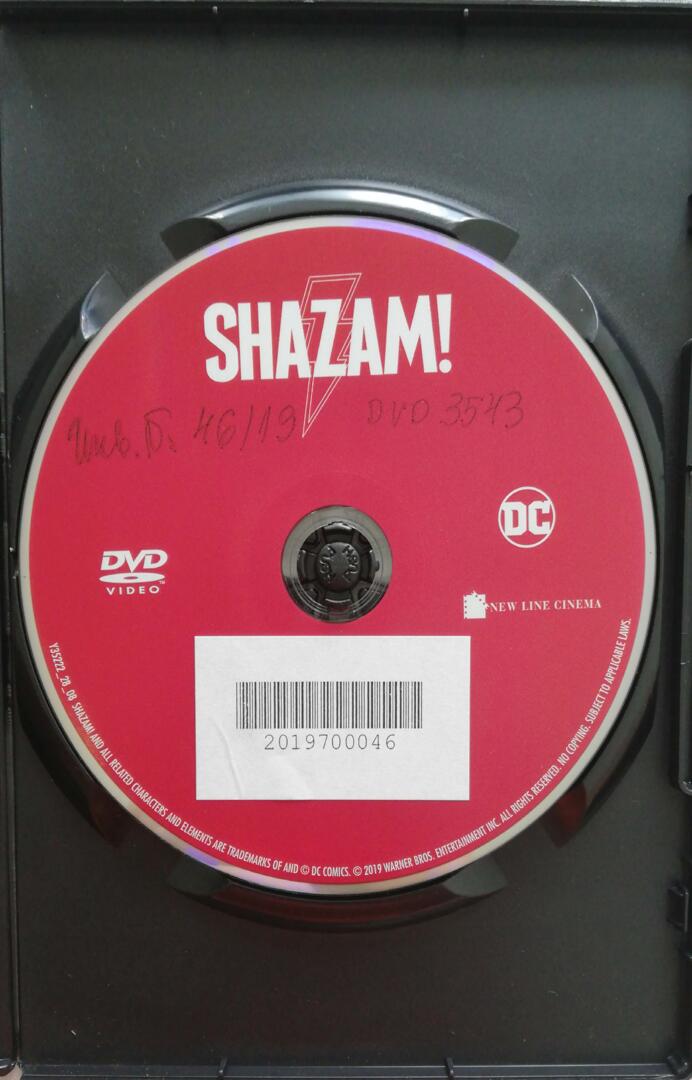 SHAZAM!
Инв. Б. 46/19 DVD 3543
DC
DVD
VIDEO™
NEW LINE CINEMA
2019700046
Y35222_2B_08 SHAZAM! AND ALL RELATED CHARACTERS AND ELEMENTS ARE TRADEMARKS OF AND © DC COMICS. © 2019 WARNER BROS. ENTERTAINMENT INC. ALL RIGHTS RESERVED. NO COPYING. SUBJECT TO APPLICABLE LAWS.